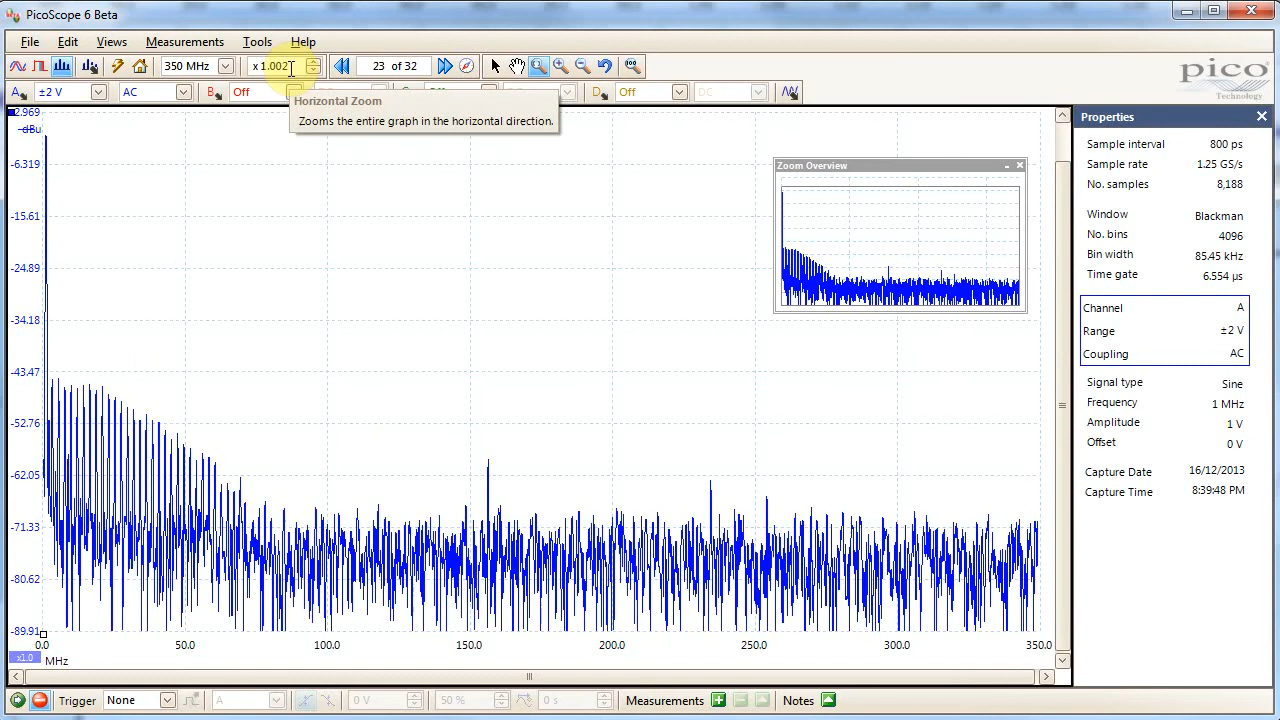 PicoScope 6 Beta
File Edit Views Measurements Tools Help
350 MHz x 1.002 23 of 32
A ±2 V AC B Off D Off DC
pico
Technology
Horizontal Zoom
Zooms the entire graph in the horizontal direction.
2.969
dBu
-6.319
-15.61
-24.89
-34.18
-43.47
-52.76
-62.05
-71.33
-80.62
-89.91
0.0 50.0 100.0 150.0 200.0 250.0 300.0 350.0
x1.0 MHz
Zoom Overview
Properties
Sample interval 800 ps
Sample rate 1.25 GS/s
No. samples 8,188
Window Blackman
No. bins 4096
Bin width 85.45 kHz
Time gate 6.554 µs
Channel A
Range ±2 V
Coupling AC
Signal type Sine
Frequency 1 MHz
Amplitude 1 V
Offset 0 V
Capture Date 16/12/2013
Capture Time 8:39:48 PM
Trigger None A 0 V 50 % 0 s Measurements Notes